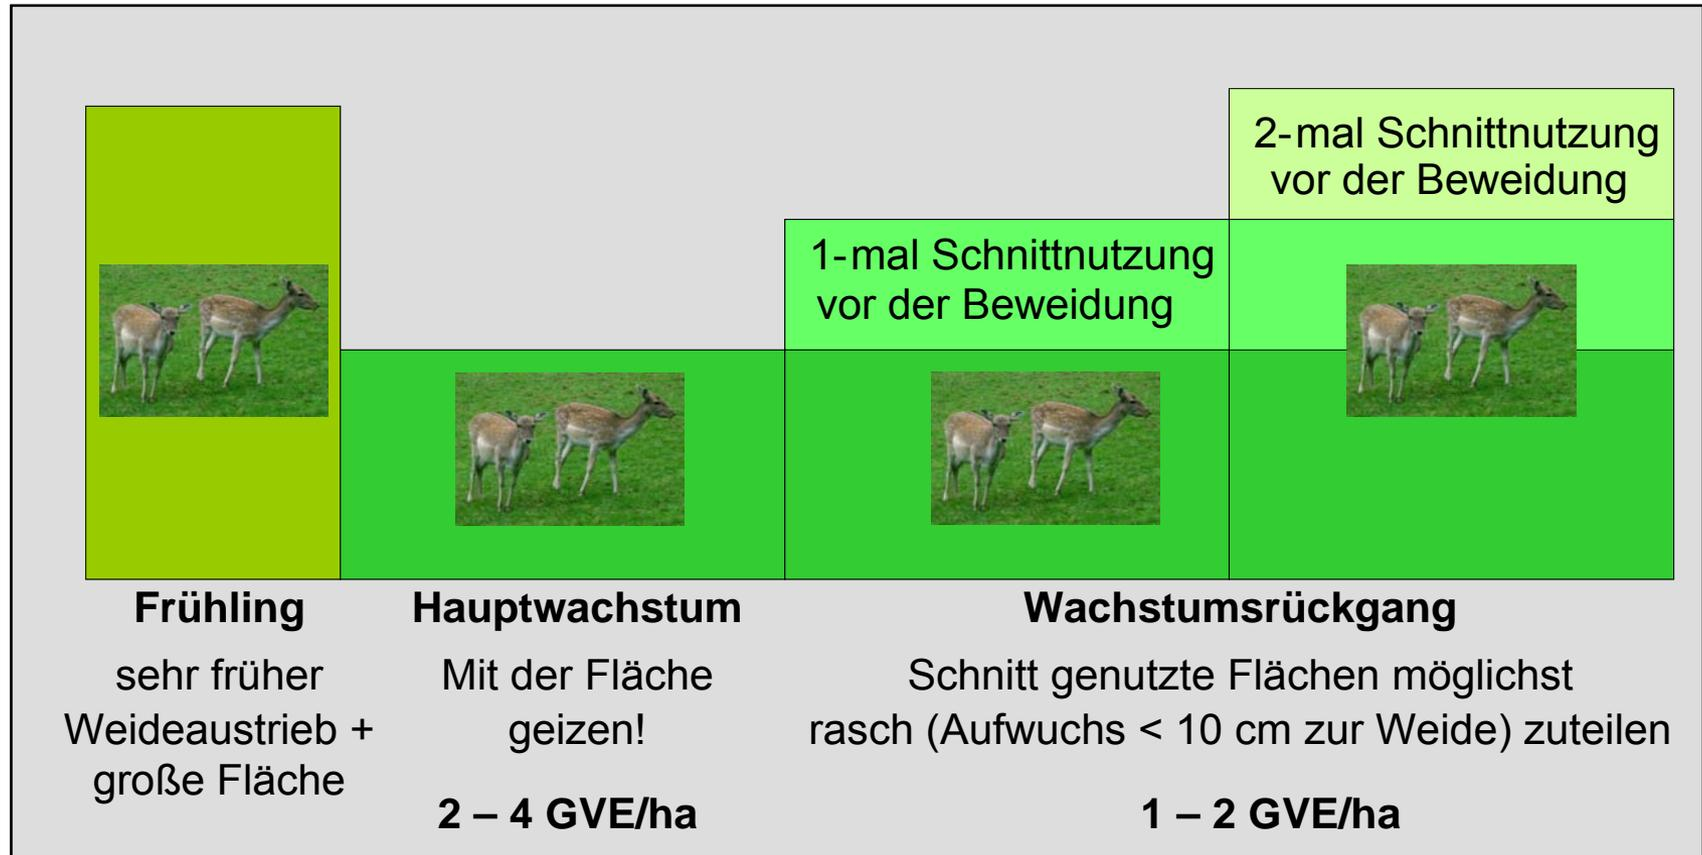 2-mal Schnittnutzung
vor der Beweidung
1-mal Schnittnutzung
vor der Beweidung
Frühling
sehr früher
Weideaustrieb +
große Fläche
Hauptwachstum
Mit der Fläche
geizen!
2 – 4 GVE/ha
Wachstumsrückgang
Schnitt genutzte Flächen möglichst
rasch (Aufwuchs < 10 cm zur Weide) zuteilen
1 – 2 GVE/ha